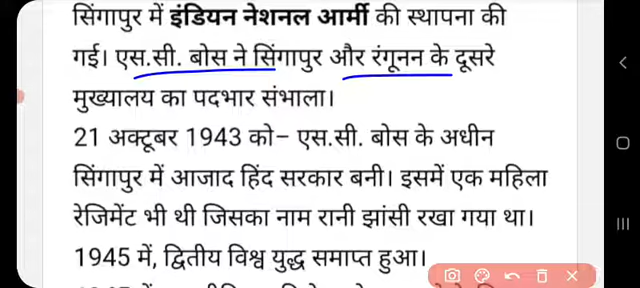 सिंगापुर में इंडियन नेशनल आर्मी की स्थापना की
गई। एस.सी. बोस ने सिंगापुर और रंगूनन के दूसरे
मुख्यालय का पदभार संभाला।
21 अक्टूबर 1943 को– एस.सी. बोस के अधीन
सिंगापुर में आजाद हिंद सरकार बनी। इसमें एक महिला
रेजिमेंट भी थी जिसका नाम रानी झांसी रखा गया था।
1945 में, द्वितीय विश्व युद्ध समाप्त हुआ।